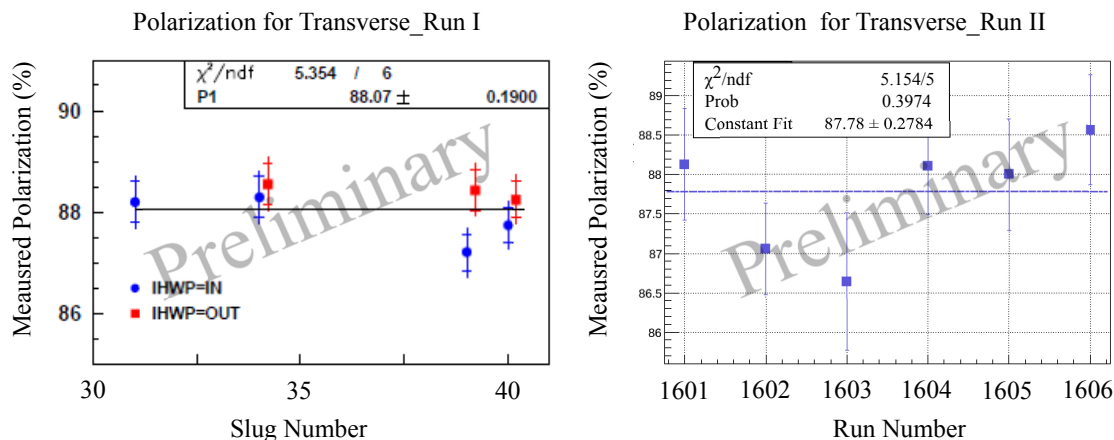 Polarization for Transverse_Run I
χ²/ndf 5.354 / 6
P1 88.07 ± 0.1900
Meausred Polarization (%)
90
88
86
Preliminary
IHWP=IN
IHWP=OUT
30 35 40
Slug Number
Polarization for Transverse_Run II
χ²/ndf 5.154/5
Prob 0.3974
Constant Fit 87.78 ± 0.2784
Meausred Polarization (%)
89
88.5
88
87.5
87
86.5
86
Preliminary
1601 1602 1603 1604 1605 1606
Run Number